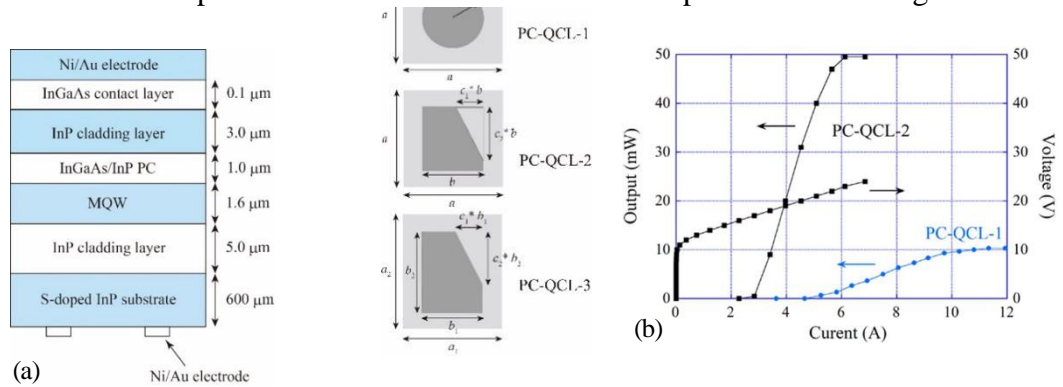 Ni/Au electrode
InGaAs contact layer
0.1 μm
InP cladding layer
3.0 μm
InGaAs/InP PC
1.0 μm
MQW
1.6 μm
InP cladding layer
5.0 μm
S-doped InP substrate
600 μm
(a)
Ni/Au electrode
a
PC-QCL-1
a
c₁* b
a
c₂* b
PC-QCL-2
b
a
c₁* b₁
a₂
b₂
c₂* b₂
PC-QCL-3
b₁
a₁
50
40
30
20
10
0
Output (mW)
PC-QCL-2
PC-QCL-1
50
40
30
20
10
0
Voltage (V)
0 2 4 6 8 10 12
Curent (A)
(b)